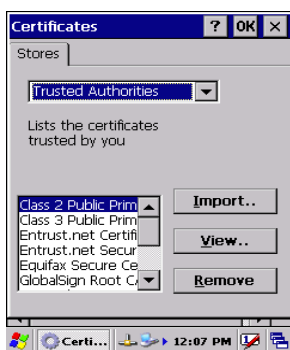 Certificates ? OK ×
Stores
Trusted Authorities
Lists the certificates
trusted by you
Class 2 Public Prim
Class 3 Public Prim
Entrust.net Certifi
Entrust.net Secur
Equifax Secure Ce
GlobalSign Root C
Import..
View..
Remove
Certi... 12:07 PM